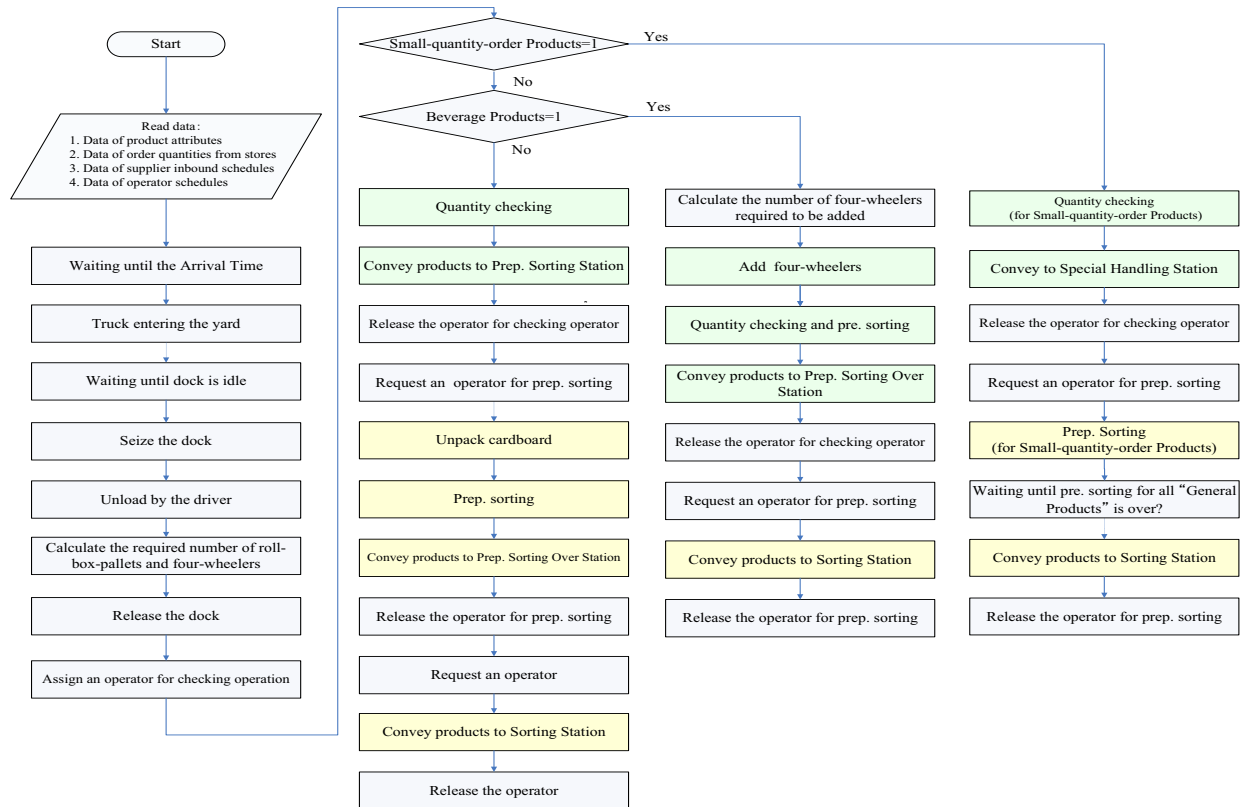 Start
Read data:
1. Data of product attributes
2. Data of order quantities from stores
3. Data of supplier inbound schedules
4. Data of operator schedules
Waiting until the Arrival Time
Truck entering the yard
Waiting until dock is idle
Seize the dock
Unload by the driver
Calculate the required number of roll-
box-pallets and four-wheelers
Release the dock
Assign an operator for checking operation
Small-quantity-order Products=1
Yes
No
Beverage Products=1
Yes
No
Quantity checking
Convey products to Prep. Sorting Station
Release the operator for checking operator
Request an operator for prep. sorting
Unpack cardboard
Prep. sorting
Convey products to Prep. Sorting Over Station
Release the operator for prep. sorting
Request an operator
Convey products to Sorting Station
Release the operator
Calculate the number of four-wheelers
required to be added
Add four-wheelers
Quantity checking and pre. sorting
Convey products to Prep. Sorting Over
Station
Release the operator for checking operator
Request an operator for prep. sorting
Convey products to Sorting Station
Release the operator for prep. sorting
Quantity checking
(for Small-quantity-order Products)
Convey to Special Handling Station
Release the operator for checking operator
Request an operator for prep. sorting
Prep. Sorting
(for Small-quantity-order Products)
Waiting until pre. sorting for all “General
Products” is over?
Convey products to Sorting Station
Release the operator for prep. sorting